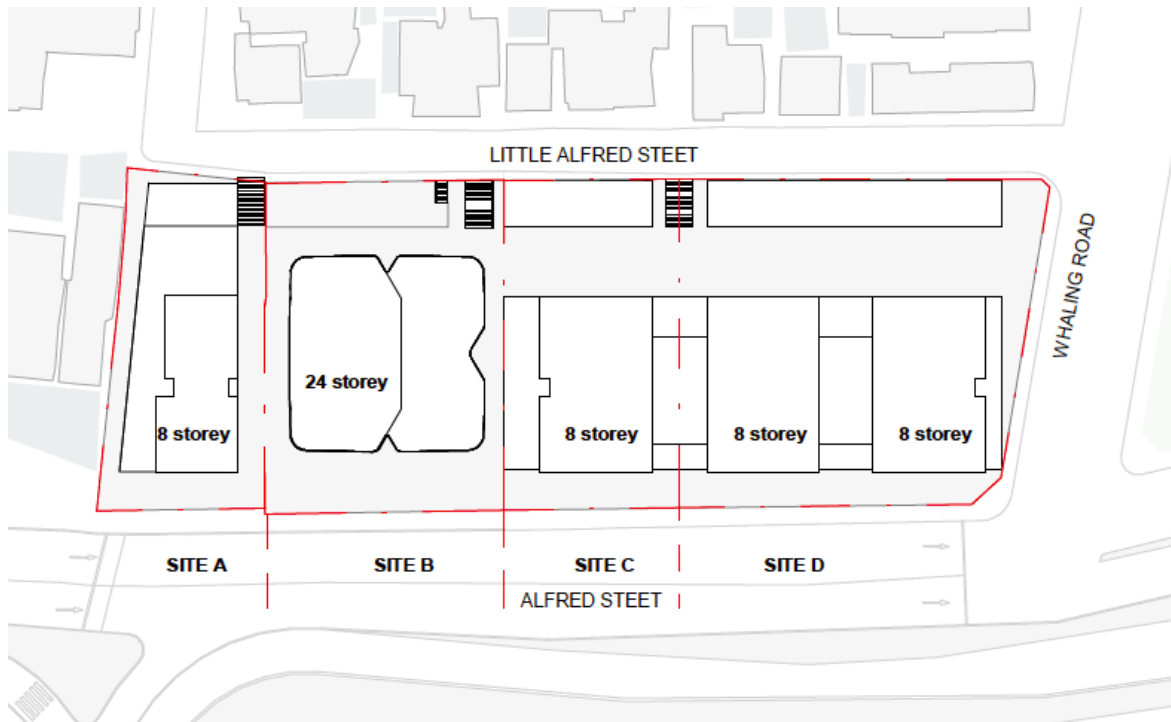 LITTLE ALFRED STEET
WHALING ROAD
24 storey
8 storey
8 storey
8 storey
8 storey
SITE A
SITE B
SITE C
SITE D
ALFRED STEET